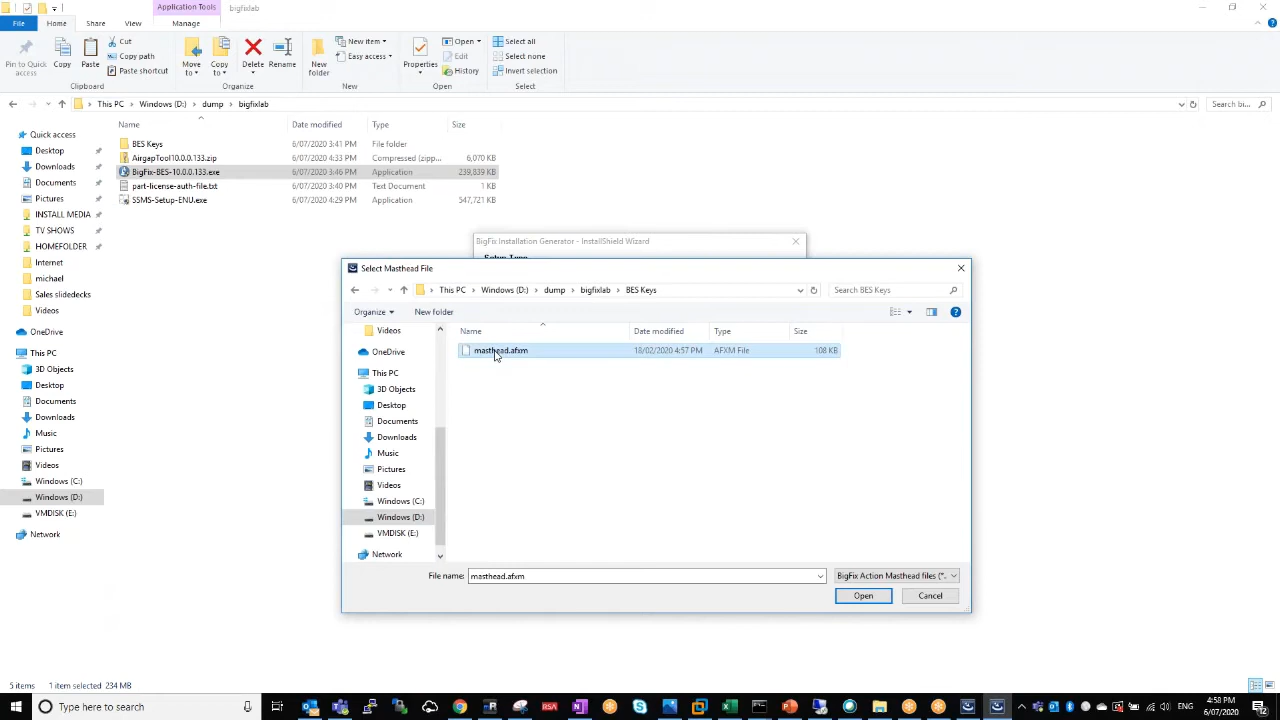 Application Tools
bigfixlab
File
Home
Share
View
Manage
Pin to Quick access
Copy
Paste
Cut
Copy path
Paste shortcut
Clipboard
Move to
Copy to
Delete
Rename
Organize
New folder
New item
Easy access
New
Properties
Open
Edit
History
Open
Select all
Select none
Invert selection
Select
This PC
Windows (D:)
dump
bigfixlab
Search bi...
Quick access
Desktop
Downloads
Documents
Pictures
INSTALL MEDIA
TV SHOWS
HOMEFOLDER
Internet
michael
Sales slidedecks
Videos
OneDrive
This PC
3D Objects
Desktop
Documents
Downloads
Music
Pictures
Videos
Windows (C:)
Windows (D:)
VMDISK (E:)
Network
Name Date modified Type Size
BES Keys 6/07/2020 3:41 PM File folder
AirgapTool10.0.0.133.zip 6/07/2020 4:33 PM Compressed (zipp... 6,070 KB
BigFix-BES-10.0.0.133.exe 6/07/2020 3:46 PM Application 239,839 KB
part-license-auth-file.txt 6/07/2020 3:40 PM Text Document 1 KB
SSMS-Setup-ENU.exe 6/07/2020 4:29 PM Application 547,721 KB
BigFix Installation Generator - InstallShield Wizard
Setup Type
Select Masthead File
This PC
Windows (D:)
dump
bigfixlab
BES Keys
Search BES Keys
Organize
New folder
Videos
OneDrive
This PC
3D Objects
Desktop
Documents
Downloads
Music
Pictures
Videos
Windows (C:)
Windows (D:)
VMDISK (E:)
Network
Name Date modified Type Size
masthead.afxm 18/02/2020 4:57 PM AFXM File 108 KB
File name: masthead.afxm
BigFix Action Masthead files (*.
Open
Cancel
5 items 1 item selected 234 MB
Type here to search
RSA
ENG
4:58 PM
6/07/2020